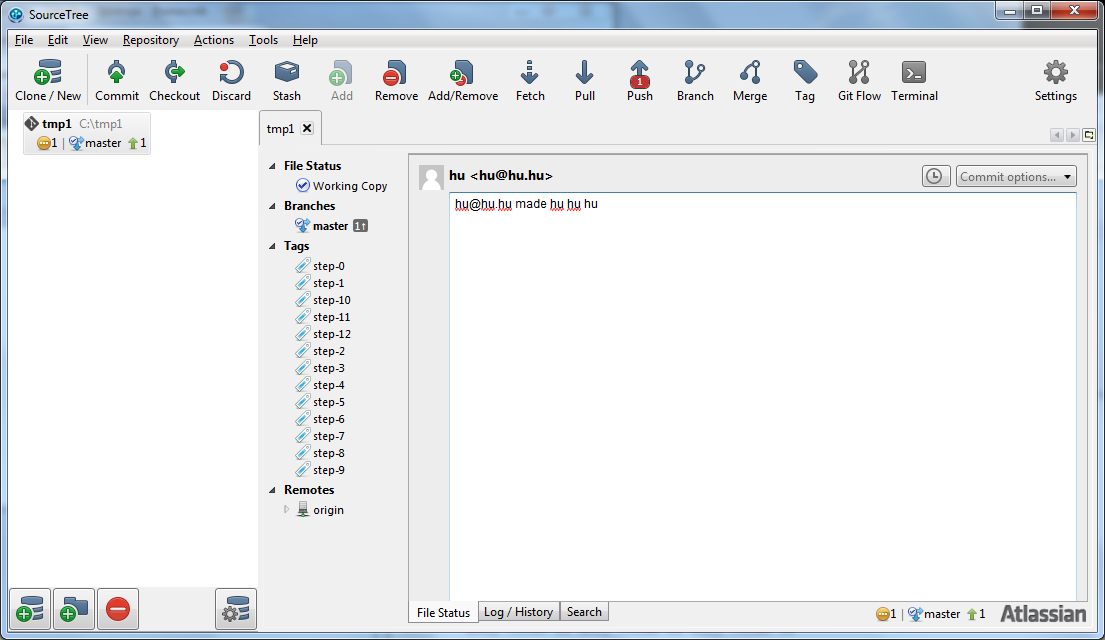 SourceTree
File Edit View Repository Actions Tools Help
Clone / New Commit Checkout Discard Stash Add Remove Add/Remove Fetch Pull 1 Push Branch Merge Tag Git Flow Terminal Settings
tmp1 C:\tmp1
1 | master 1
tmp1
File Status
Working Copy
Branches
master 1↑
Tags
step-0
step-1
step-10
step-11
step-12
step-2
step-3
step-4
step-5
step-6
step-7
step-8
step-9
Remotes
origin
hu <hu@hu.hu>
Commit options...
hu@hu.hu made hu hu hu
File Status Log / History Search
1 | master 1 Atlassian